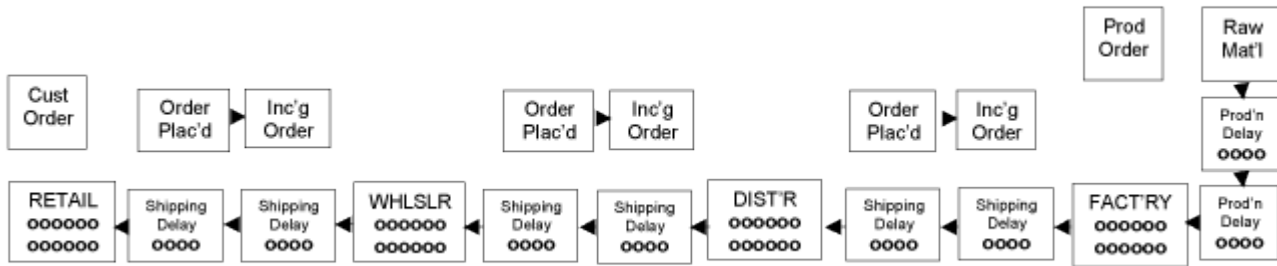 Prod
Order
Raw
Mat'l
Cust
Order
Order
Plac'd
Inc'g
Order
Order
Plac'd
Inc'g
Order
Order
Plac'd
Inc'g
Order
Prod'n
Delay
oooo
RETAIL
oooooo
oooooo
Shipping
Delay
oooo
Shipping
Delay
oooo
WHLSLR
oooooo
oooooo
Shipping
Delay
oooo
Shipping
Delay
oooo
DIST'R
oooooo
oooooo
Shipping
Delay
oooo
Shipping
Delay
oooo
FACT'RY
oooooo
oooooo
Prod'n
Delay
oooo